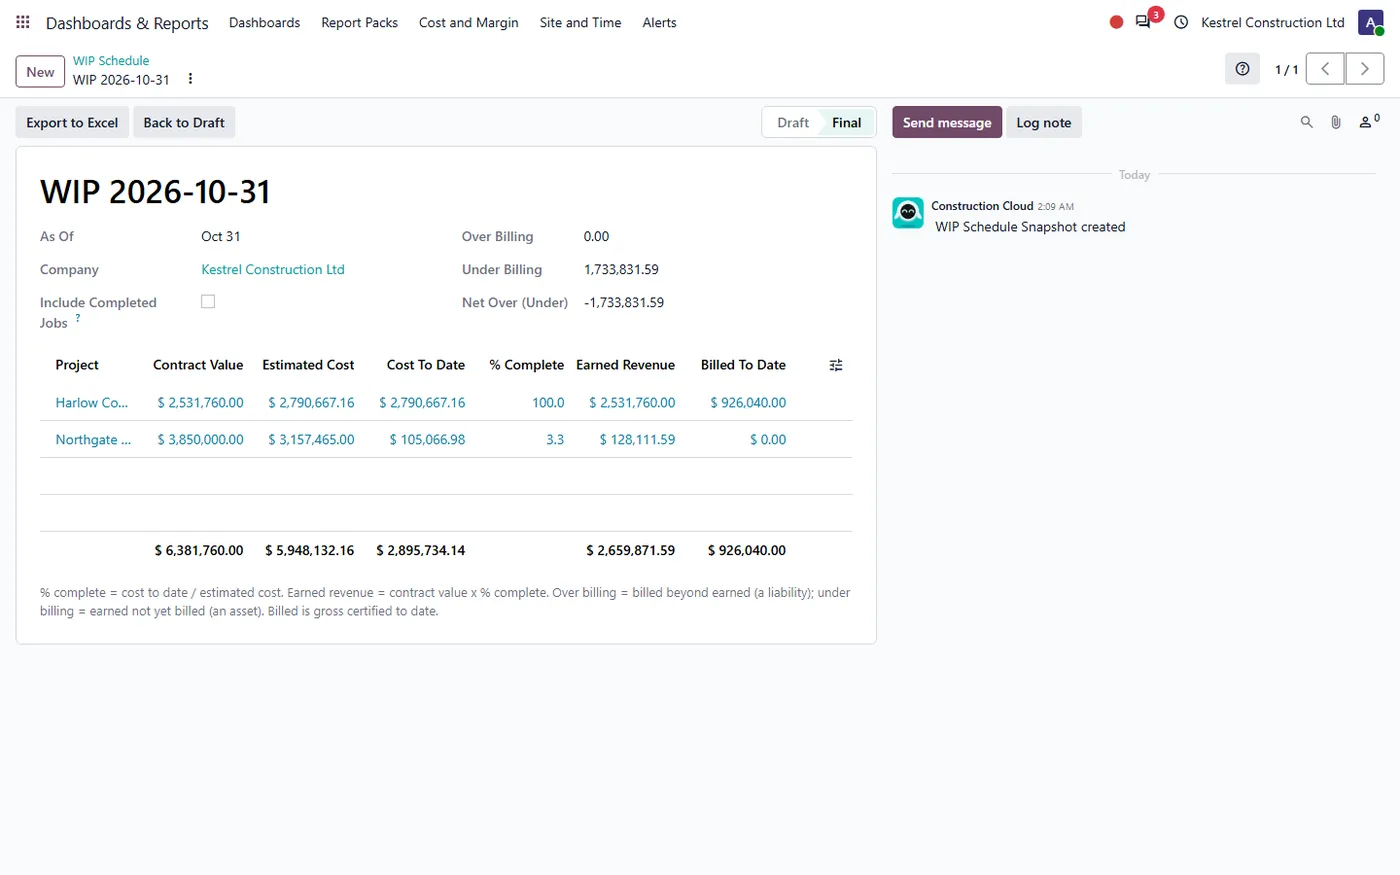 Dashboards & Reports Dashboards Report Packs Cost and Margin Site and Time Alerts 3 Kestrel Construction Ltd A
New WIP Schedule
WIP 2026-10-31
1 / 1
Export to Excel Back to Draft Draft Final Send message Log note 0
WIP 2026-10-31
As Of Oct 31 Over Billing 0.00
Company Kestrel Construction Ltd Under Billing 1,733,831.59
Include Completed Jobs ? Net Over (Under) -1,733,831.59
Project Contract Value Estimated Cost Cost To Date % Complete Earned Revenue Billed To Date
Harlow Co... $ 2,531,760.00 $ 2,790,667.16 $ 2,790,667.16 100.0 $ 2,531,760.00 $ 926,040.00
Northgate ... $ 3,850,000.00 $ 3,157,465.00 $ 105,066.98 3.3 $ 128,111.59 $ 0.00
$ 6,381,760.00 $ 5,948,132.16 $ 2,895,734.14 $ 2,659,871.59 $ 926,040.00
% complete = cost to date / estimated cost. Earned revenue = contract value x % complete. Over billing = billed beyond earned (a liability); under
billing = earned not yet billed (an asset). Billed is gross certified to date.
Today
Construction Cloud 2:09 AM
WIP Schedule Snapshot created